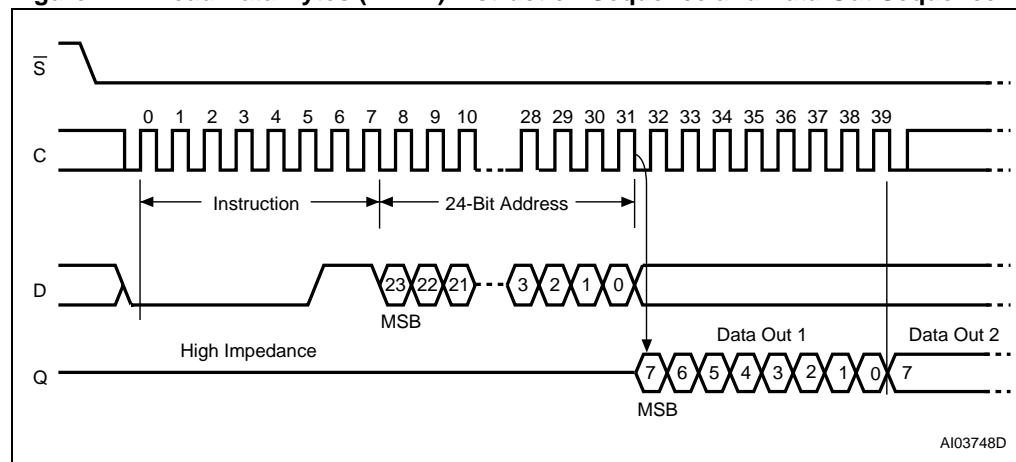 S
0 1 2 3 4 5 6 7 8 9 10 28 29 30 31 32 33 34 35 36 37 38 39
C
Instruction 24-Bit Address
D 23 22 21 3 2 1 0
MSB
High Impedance Data Out 1 Data Out 2
Q 7 6 5 4 3 2 1 0 7
MSB
AI03748D